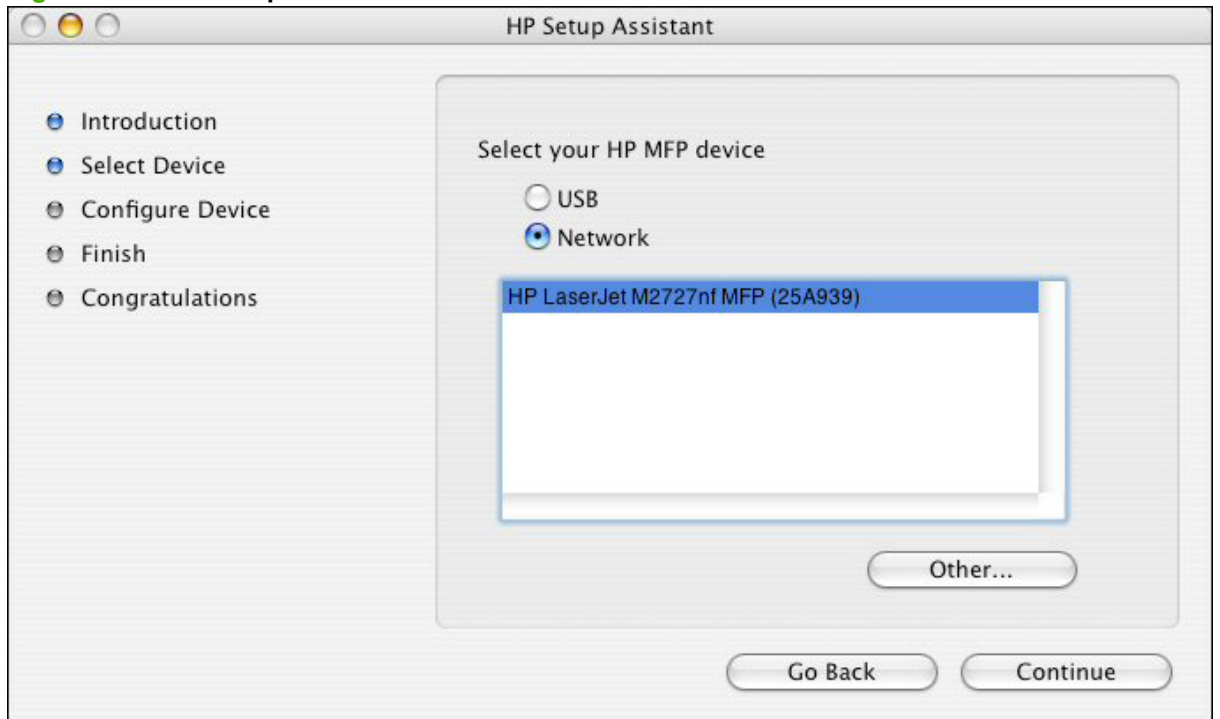 HP Setup Assistant
Introduction
Select Device
Configure Device
Finish
Congratulations
Select your HP MFP device
USB
Network
HP LaserJet M2727nf MFP (25A939)
Other...
Go Back
Continue